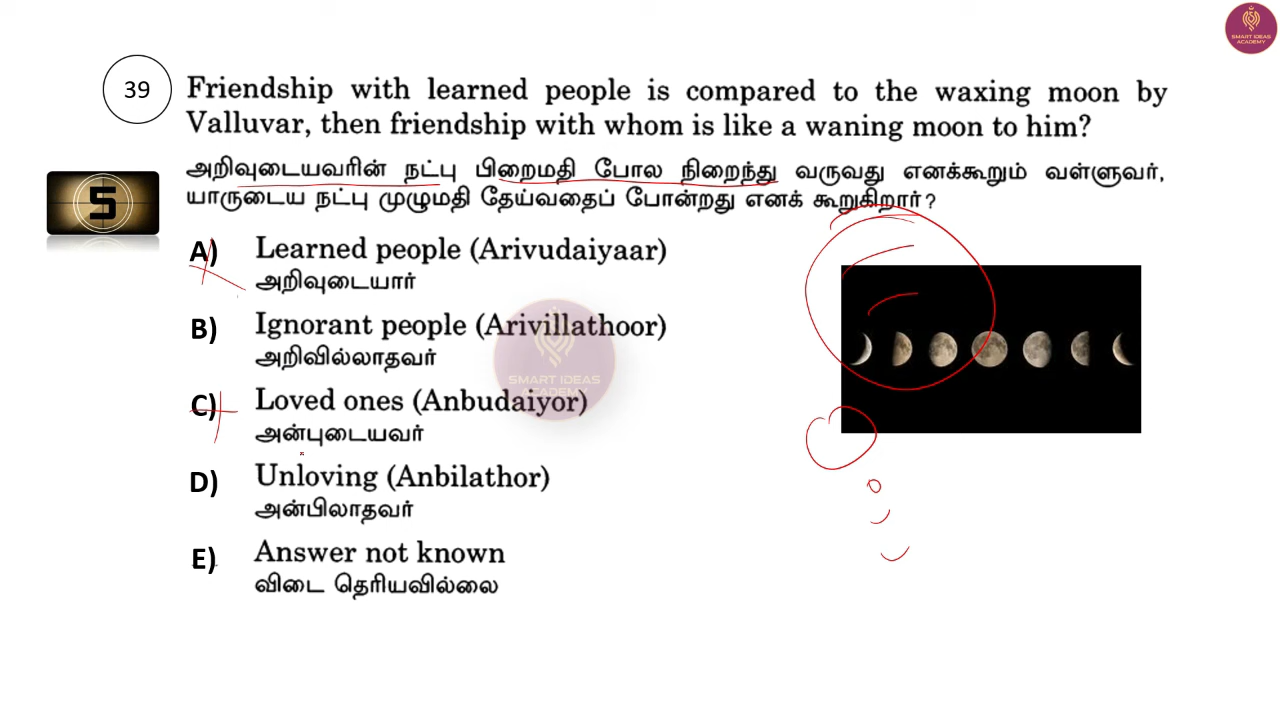 SMART IDEAS
ACADEMY
39
Friendship with learned people is compared to the waxing moon by
Valluvar, then friendship with whom is like a waning moon to him?
அறிவுடையவரின் நட்பு பிறைமதி போல நிறைந்து வருவது எனக்கூறும் வள்ளுவர்,
யாருடைய நட்பு முழுமதி தேய்வதைப் போன்றது எனக் கூறுகிறார்?
5
A) Learned people (Arivudaiyaar)
அறிவுடையார்
B) Ignorant people (Arivillathoor)
அறிவில்லாதவர்
SMART IDEAS
ACADEMY
C) Loved ones (Anbudaiyor)
அன்புடையவர்
D) Unloving (Anbilathor)
அன்பிலாதவர்
E) Answer not known
விடை தெரியவில்லை